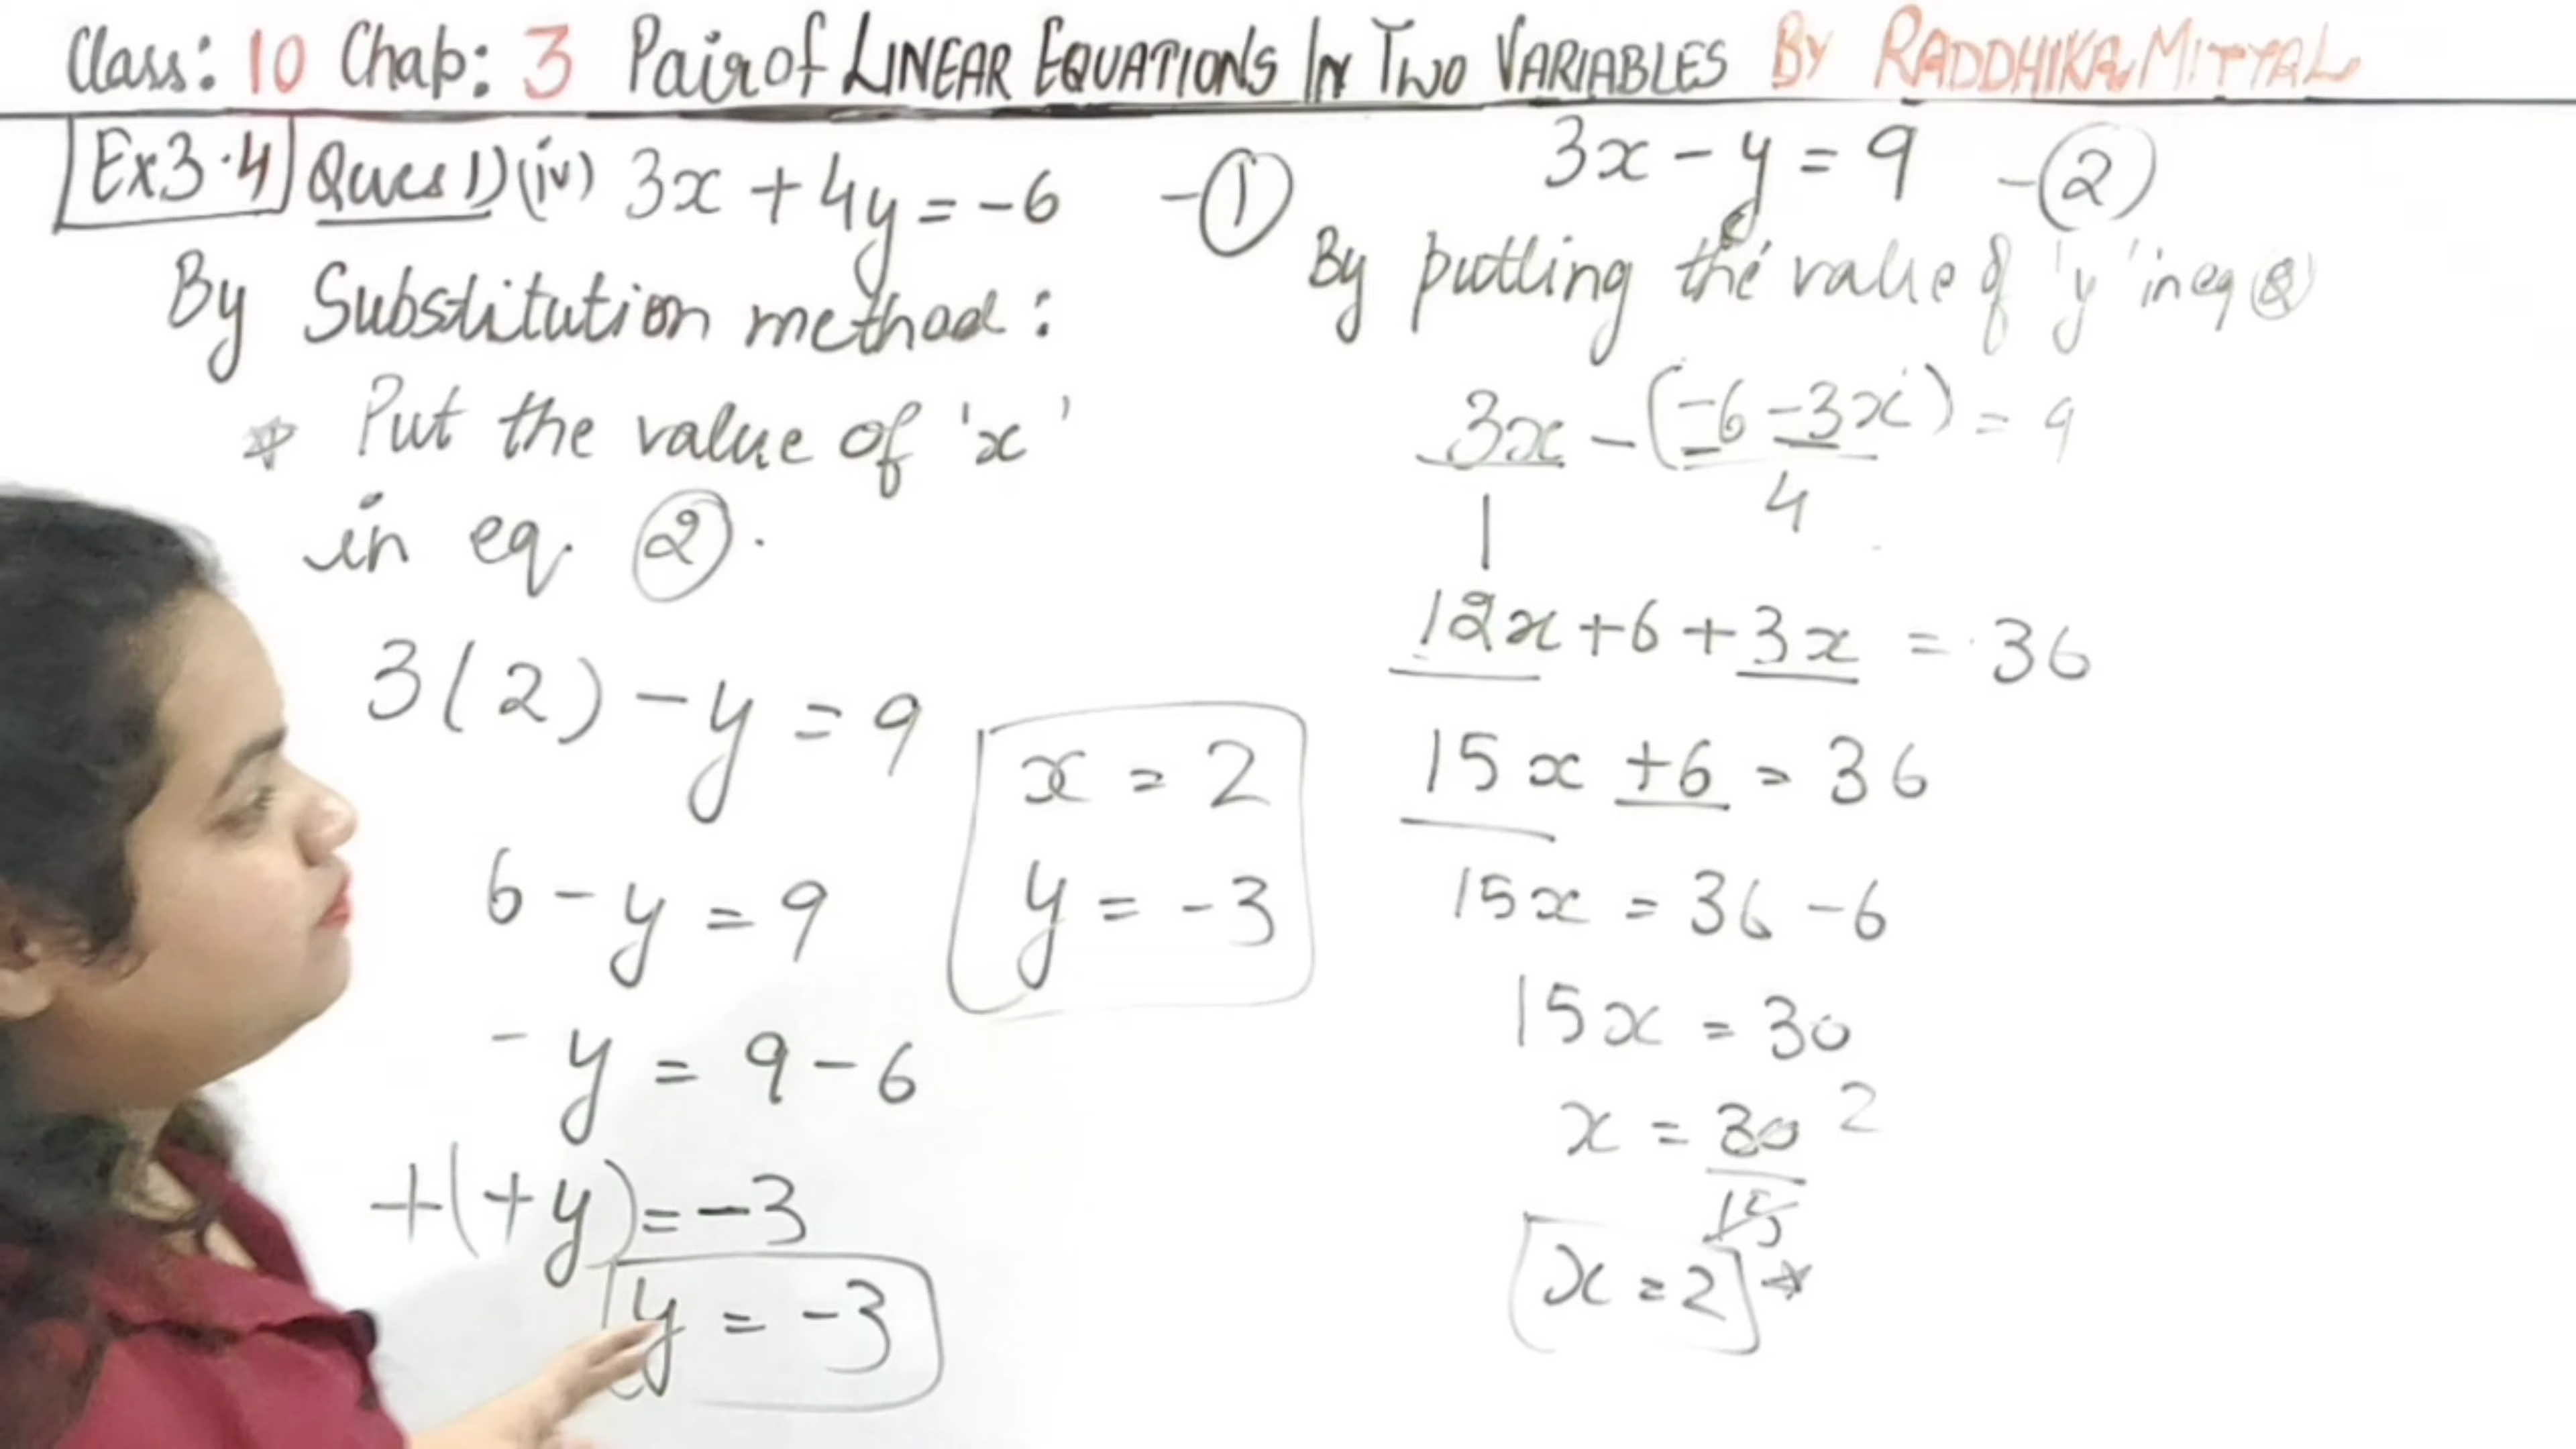 Class: 10 Chap: 3 Pair of LINEAR EQUATIONS IN TWO VARIABLES By RADDHIKA MITTAL
Ex 3.4 Ques 1) (iv) 3x + 4y = -6 -①
By Substitution method:
* Put the value of 'x'
in eq. ②.
3(2) - y = 9
6 - y = 9
- y = 9 - 6
+(+y) = -3
y = -3
x = 2
y = -3
3x - y = 9 -②
By putting the value of 'y' in eq ②
3x/1 - (-6 - 3x)/4 = 9
12x + 6 + 3x = 36
15x + 6 = 36
15x = 36 - 6
15x = 30
x = 30/15 2
x = 2 *